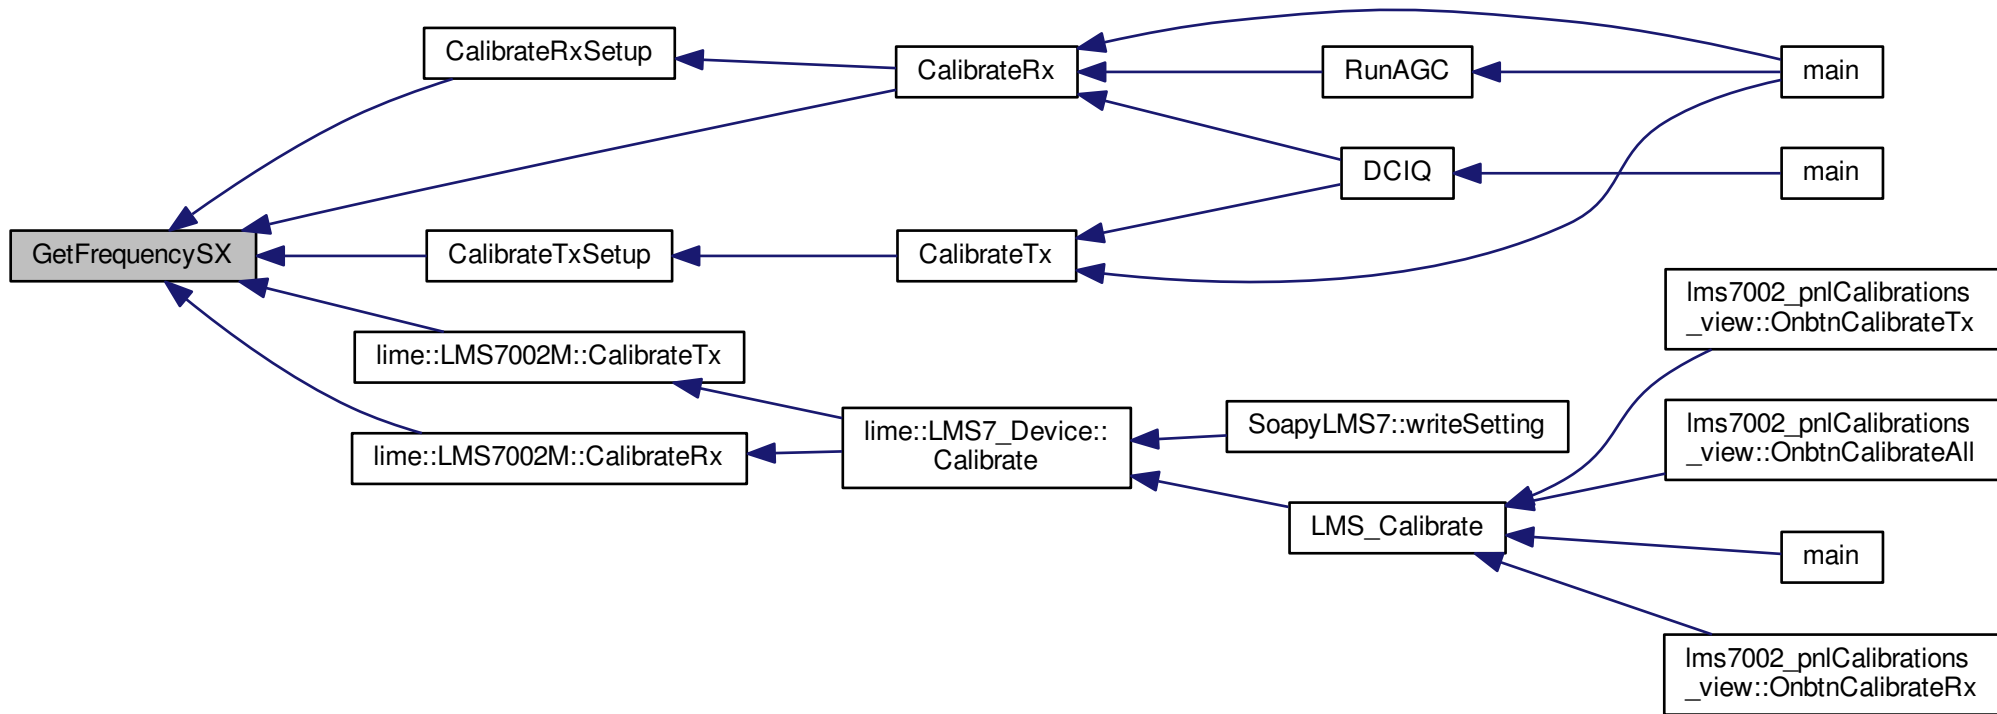 GetFrequencySX
CalibrateRxSetup
CalibrateRx
RunAGC
main
DCIQ
main
CalibrateTxSetup
CalibrateTx
lime::LMS7002M::CalibrateTx
lime::LMS7002M::CalibrateRx
lime::LMS7_Device::
Calibrate
SoapyLMS7::writeSetting
LMS_Calibrate
lms7002_pnlCalibrations
_view::OnbtnCalibrateTx
lms7002_pnlCalibrations
_view::OnbtnCalibrateAll
main
lms7002_pnlCalibrations
_view::OnbtnCalibrateRx